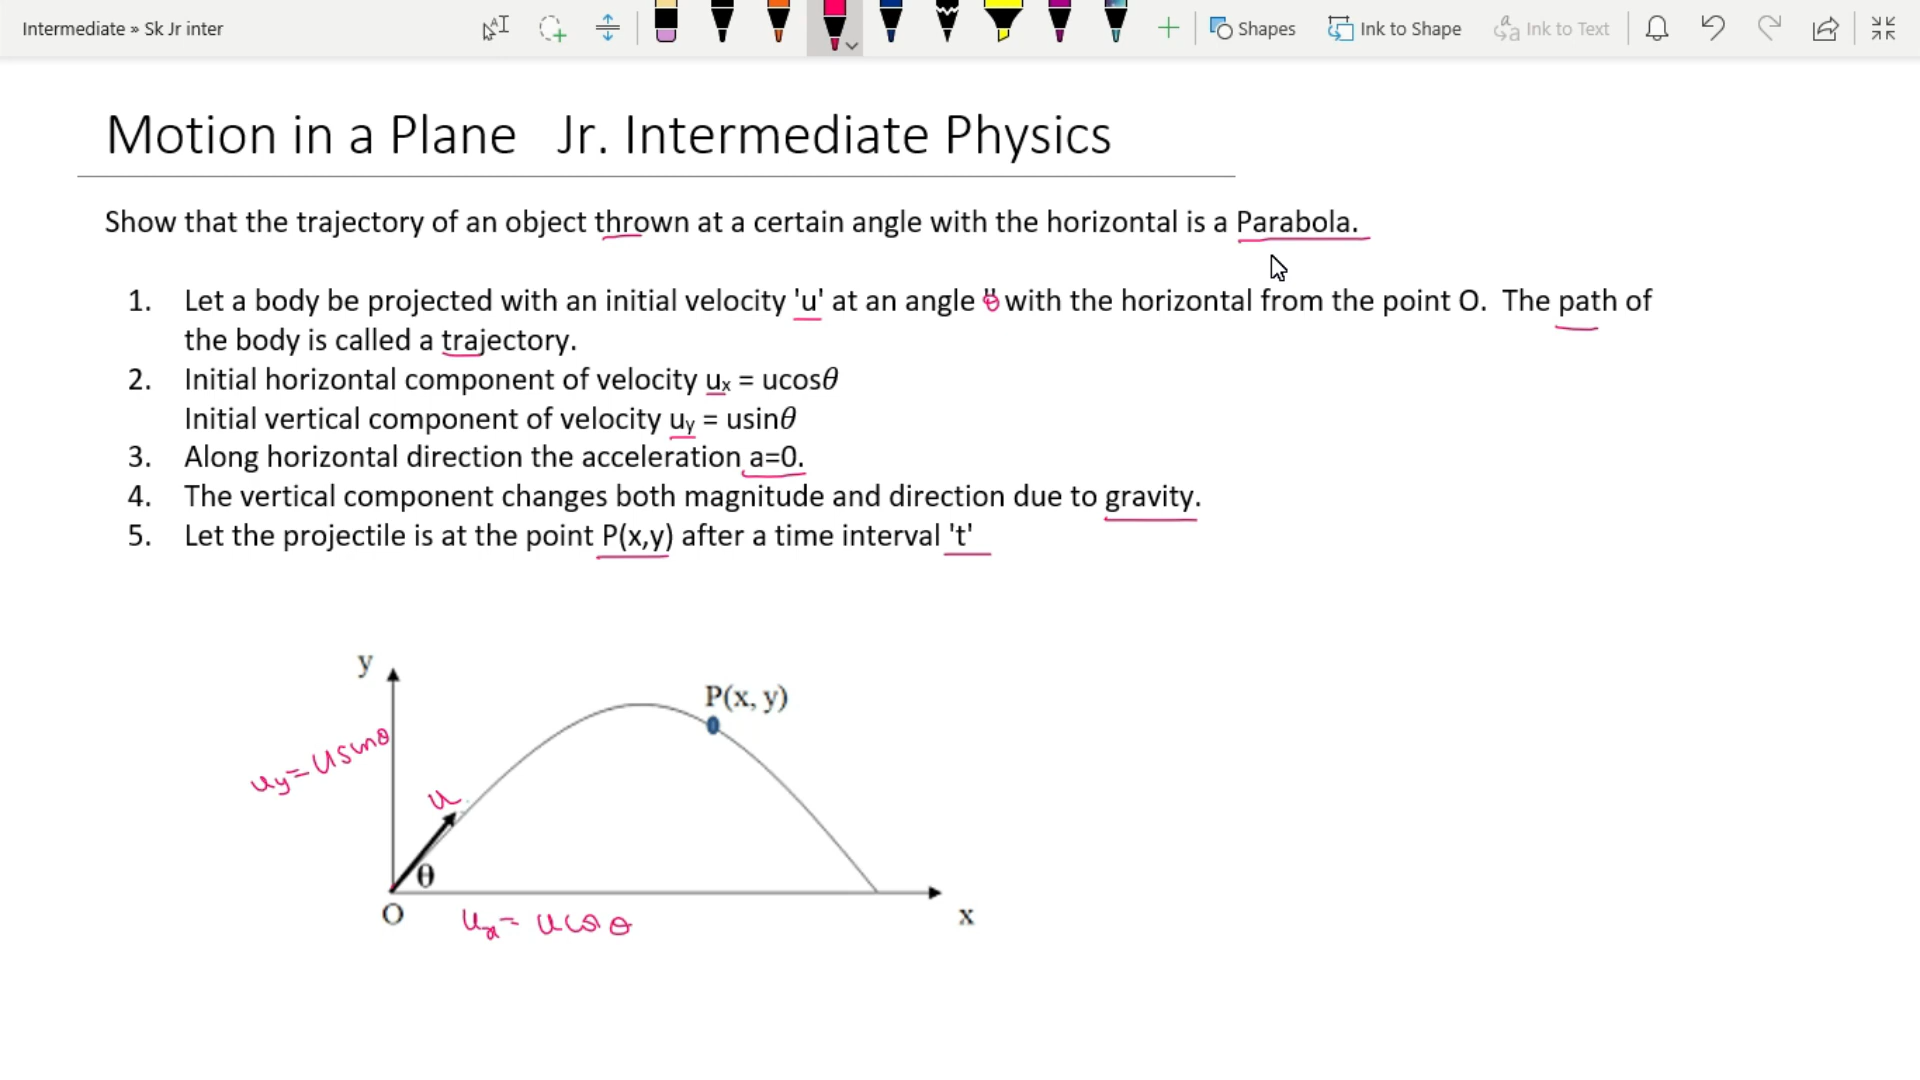 Intermediate » Sk Jr inter
Shapes
Ink to Shape
Ink to Text
Motion in a Plane Jr. Intermediate Physics
Show that the trajectory of an object thrown at a certain angle with the horizontal is a Parabola.
1. Let a body be projected with an initial velocity 'u' at an angle 'θ' with the horizontal from the point O. The path of
the body is called a trajectory.
2. Initial horizontal component of velocity uₓ = ucosθ
Initial vertical component of velocity u_y = usinθ
3. Along horizontal direction the acceleration a=0.
4. The vertical component changes both magnitude and direction due to gravity.
5. Let the projectile is at the point P(x,y) after a time interval 't'
y
P(x, y)
u_y = usinθ
u
θ
O
uₓ = ucosθ
x